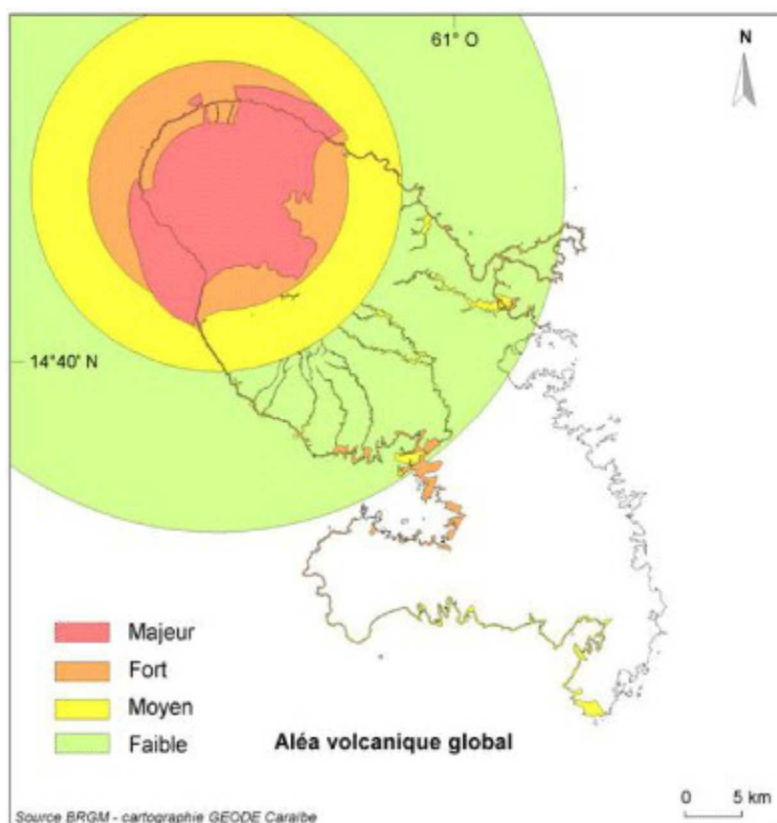 61° O
N
14°40' N
Majeur
Fort
Moyen
Faible
Aléa volcanique global
0 5 km
Source BRGM - cartographie GEODE Caraïbe